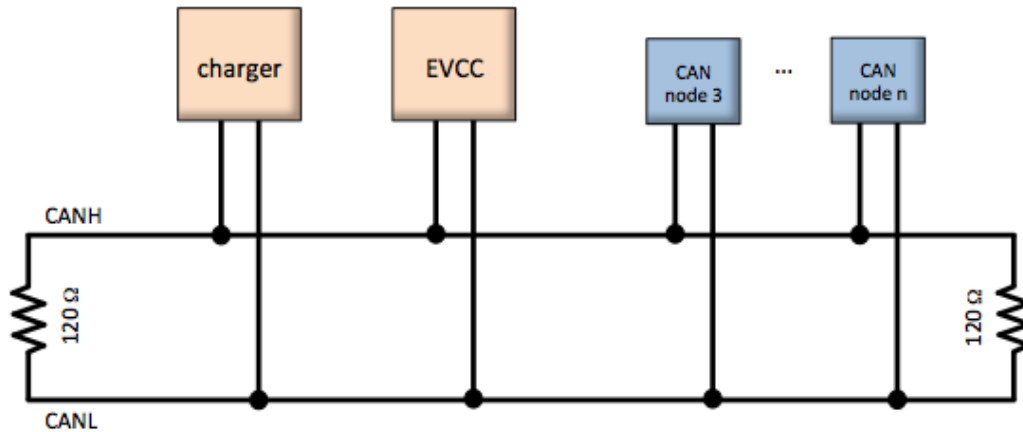 charger
EVCC
CAN
node 3
...
CAN
node n
CANH
120 Ω
120 Ω
CANL